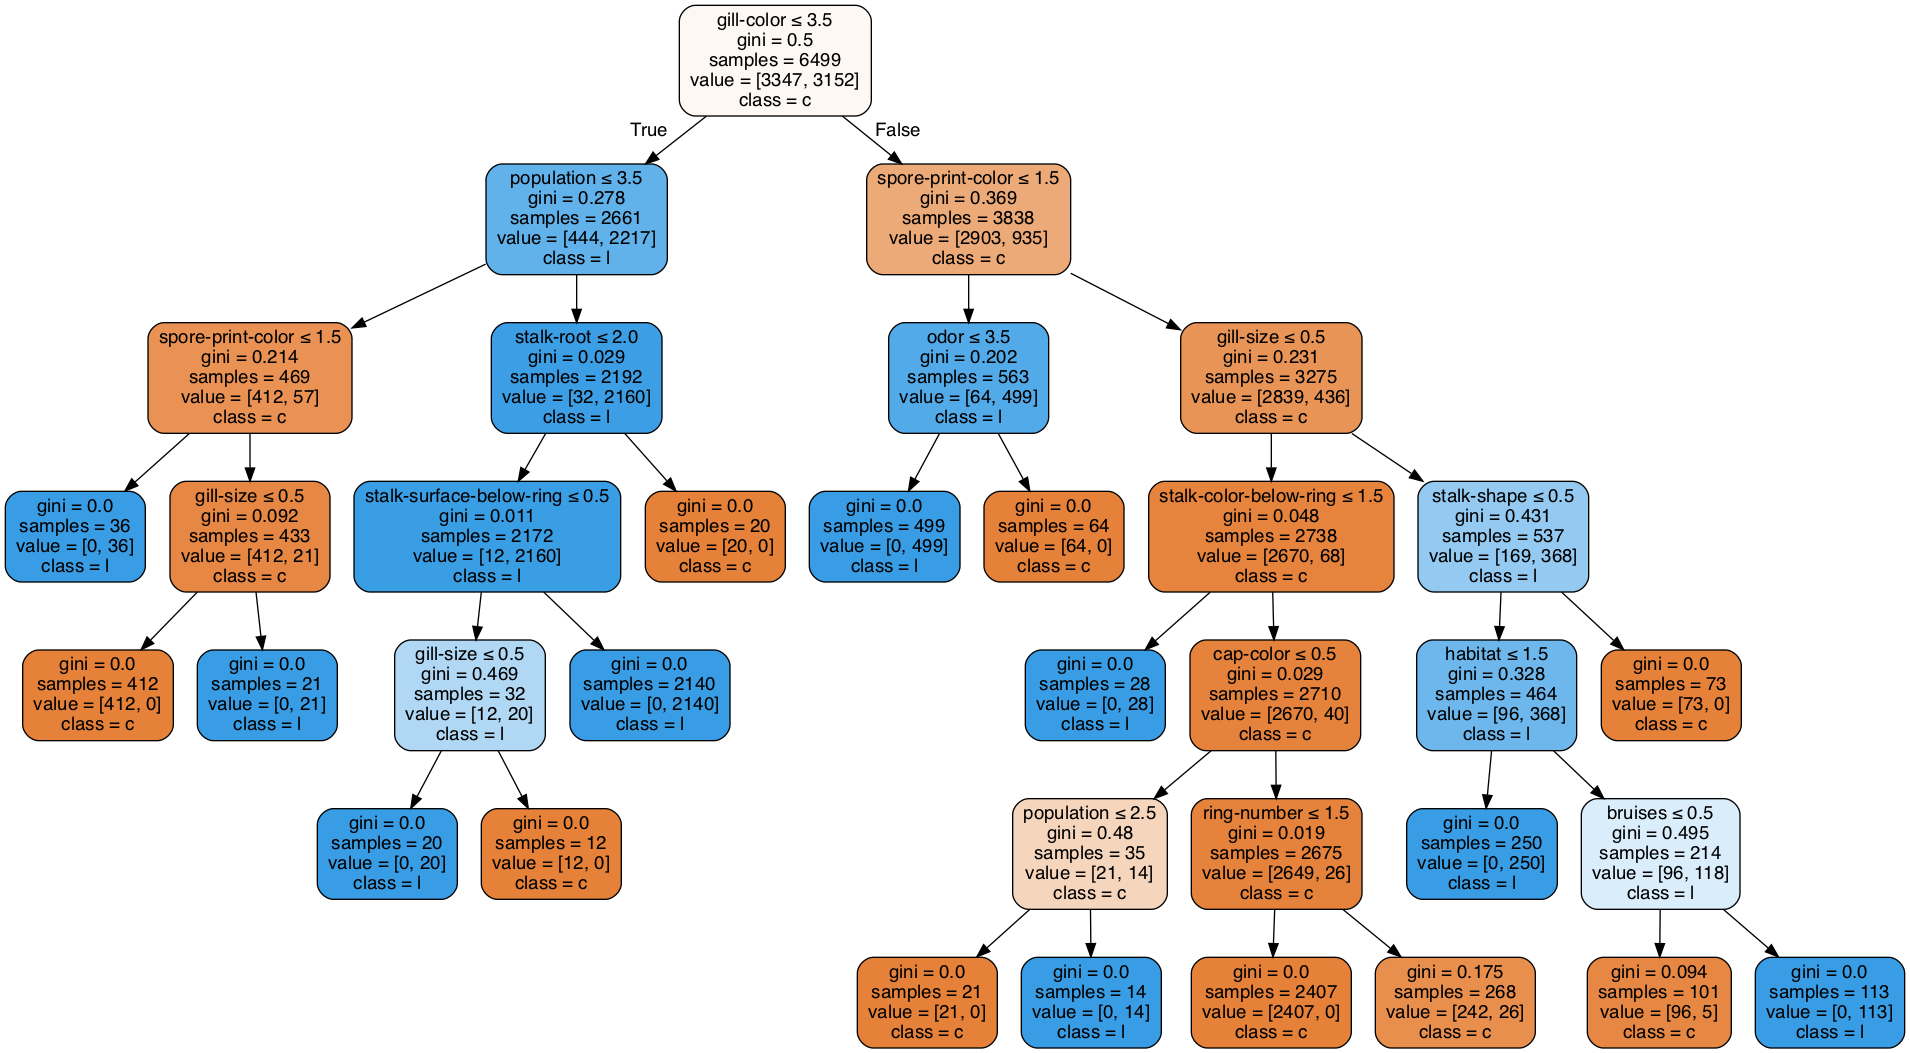 gill-color ≤ 3.5
gini = 0.5
samples = 6499
value = [3347, 3152]
class = c
True
False
population ≤ 3.5
gini = 0.278
samples = 2661
value = [444, 2217]
class = l
spore-print-color ≤ 1.5
gini = 0.369
samples = 3838
value = [2903, 935]
class = c
spore-print-color ≤ 1.5
gini = 0.214
samples = 469
value = [412, 57]
class = c
stalk-root ≤ 2.0
gini = 0.029
samples = 2192
value = [32, 2160]
class = l
odor ≤ 3.5
gini = 0.202
samples = 563
value = [64, 499]
class = l
gill-size ≤ 0.5
gini = 0.231
samples = 3275
value = [2839, 436]
class = c
gini = 0.0
samples = 36
value = [0, 36]
class = l
gill-size ≤ 0.5
gini = 0.092
samples = 433
value = [412, 21]
class = c
stalk-surface-below-ring ≤ 0.5
gini = 0.011
samples = 2172
value = [12, 2160]
class = l
gini = 0.0
samples = 20
value = [20, 0]
class = c
gini = 0.0
samples = 499
value = [0, 499]
class = l
gini = 0.0
samples = 64
value = [64, 0]
class = c
stalk-color-below-ring ≤ 1.5
gini = 0.048
samples = 2738
value = [2670, 68]
class = c
stalk-shape ≤ 0.5
gini = 0.431
samples = 537
value = [169, 368]
class = l
gini = 0.0
samples = 412
value = [412, 0]
class = c
gini = 0.0
samples = 21
value = [0, 21]
class = l
gill-size ≤ 0.5
gini = 0.469
samples = 32
value = [12, 20]
class = l
gini = 0.0
samples = 2140
value = [0, 2140]
class = l
gini = 0.0
samples = 28
value = [0, 28]
class = l
cap-color ≤ 0.5
gini = 0.029
samples = 2710
value = [2670, 40]
class = c
habitat ≤ 1.5
gini = 0.328
samples = 464
value = [96, 368]
class = l
gini = 0.0
samples = 73
value = [73, 0]
class = c
gini = 0.0
samples = 20
value = [0, 20]
class = l
gini = 0.0
samples = 12
value = [12, 0]
class = c
population ≤ 2.5
gini = 0.48
samples = 35
value = [21, 14]
class = c
ring-number ≤ 1.5
gini = 0.019
samples = 2675
value = [2649, 26]
class = c
gini = 0.0
samples = 250
value = [0, 250]
class = l
bruises ≤ 0.5
gini = 0.495
samples = 214
value = [96, 118]
class = l
gini = 0.0
samples = 21
value = [21, 0]
class = c
gini = 0.0
samples = 14
value = [0, 14]
class = l
gini = 0.0
samples = 2407
value = [2407, 0]
class = c
gini = 0.175
samples = 268
value = [242, 26]
class = c
gini = 0.094
samples = 101
value = [96, 5]
class = c
gini = 0.0
samples = 113
value = [0, 113]
class = l